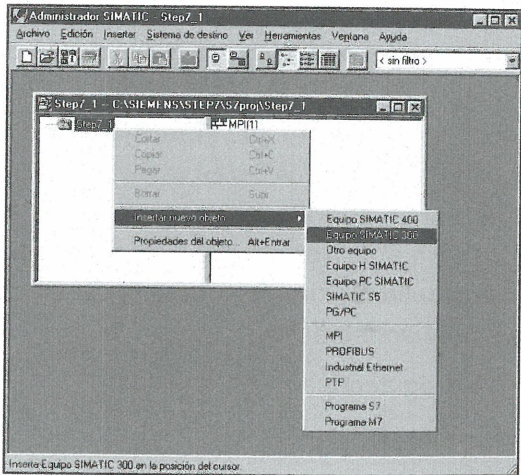 Administrador SIMATIC - Step7_1
Archivo Edición Insertar Sistema de destino Ver Herramientas Ventana Ayuda
< sin filtro >
Step7_1 -- C:\SIEMENS\STEP7\S7proj\Step7_1
Step7_1
MPI(1)
Cortar Ctrl+X
Copiar Ctrl+C
Pegar Ctrl+V
Borrar Supr
Insertar nuevo objeto
Propiedades del objeto... Alt+Entrar
Equipo SIMATIC 400
Equipo SIMATIC 300
Otro equipo
Equipo H SIMATIC
Equipo PC SIMATIC
SIMATIC S5
PG/PC
MPI
PROFIBUS
Industrial Ethernet
PTP
Programa S7
Programa M7
Inserta Equipo SIMATIC 300 en la posición del cursor.